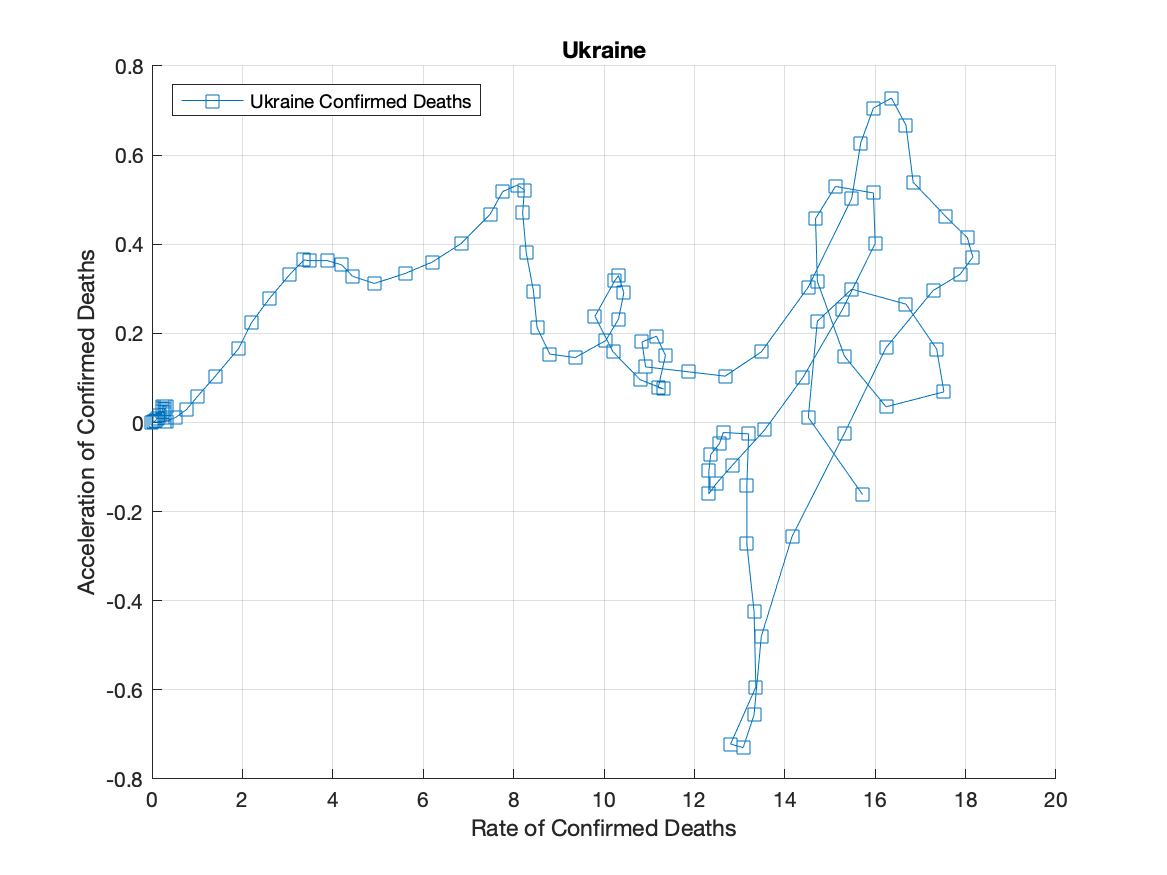 Ukraine
Ukraine Confirmed Deaths
Acceleration of Confirmed Deaths
0.8
0.6
0.4
0.2
0
-0.2
-0.4
-0.6
-0.8
0 2 4 6 8 10 12 14 16 18 20
Rate of Confirmed Deaths